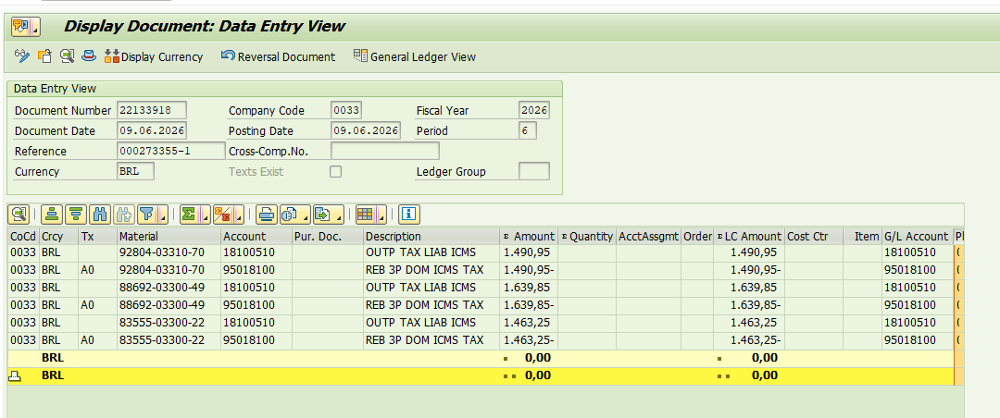 Display Document: Data Entry View
Display Currency Reversal Document General Ledger View
Data Entry View
Document Number 22133918 Company Code 0033 Fiscal Year 2026
Document Date 09.06.2026 Posting Date 09.06.2026 Period 6
Reference 000273355-1 Cross-Comp.No.
Currency BRL Texts Exist Ledger Group
CoCd Crcy Tx Material Account Pur. Doc. Description Σ Amount Σ Quantity AcctAssgmt Order Σ LC Amount Cost Ctr Item G/L Account
0033 BRL 92804-03310-70 18100510 OUTP TAX LIAB ICMS 1.490,95 1.490,95 18100510
0033 BRL A0 92804-03310-70 95018100 REB 3P DOM ICMS TAX 1.490,95- 1.490,95- 95018100
0033 BRL 88692-03300-49 18100510 OUTP TAX LIAB ICMS 1.639,85 1.639,85 18100510
0033 BRL A0 88692-03300-49 95018100 REB 3P DOM ICMS TAX 1.639,85- 1.639,85- 95018100
0033 BRL 83555-03300-22 18100510 OUTP TAX LIAB ICMS 1.463,25 1.463,25 18100510
0033 BRL A0 83555-03300-22 95018100 REB 3P DOM ICMS TAX 1.463,25- 1.463,25- 95018100
BRL 0,00 0,00
BRL 0,00 0,00